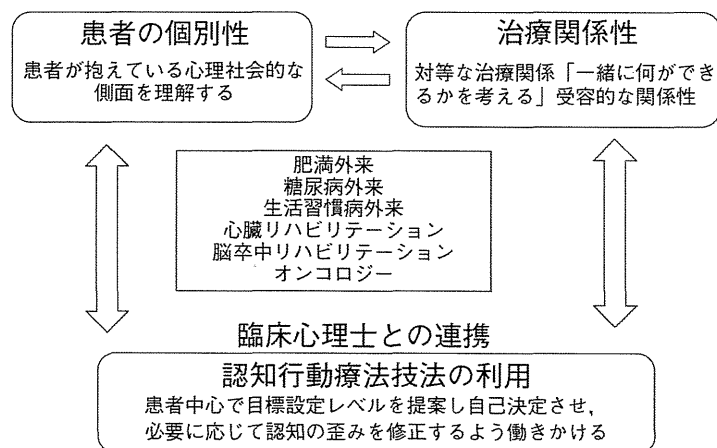 患者の個別性
患者が抱えている心理社会的な
側面を理解する
治療関係性
対等な治療関係「一緒に何ができ
るかを考える」受容的な関係性
肥満外来
糖尿病外来
生活習慣病外来
心臓リハビリテーション
脳卒中リハビリテーション
オンコロジー
臨床心理士との連携
認知行動療法技法の利用
患者中心で目標設定レベルを提案し自己決定させ,
必要に応じて認知の歪みを修正するよう働きかける